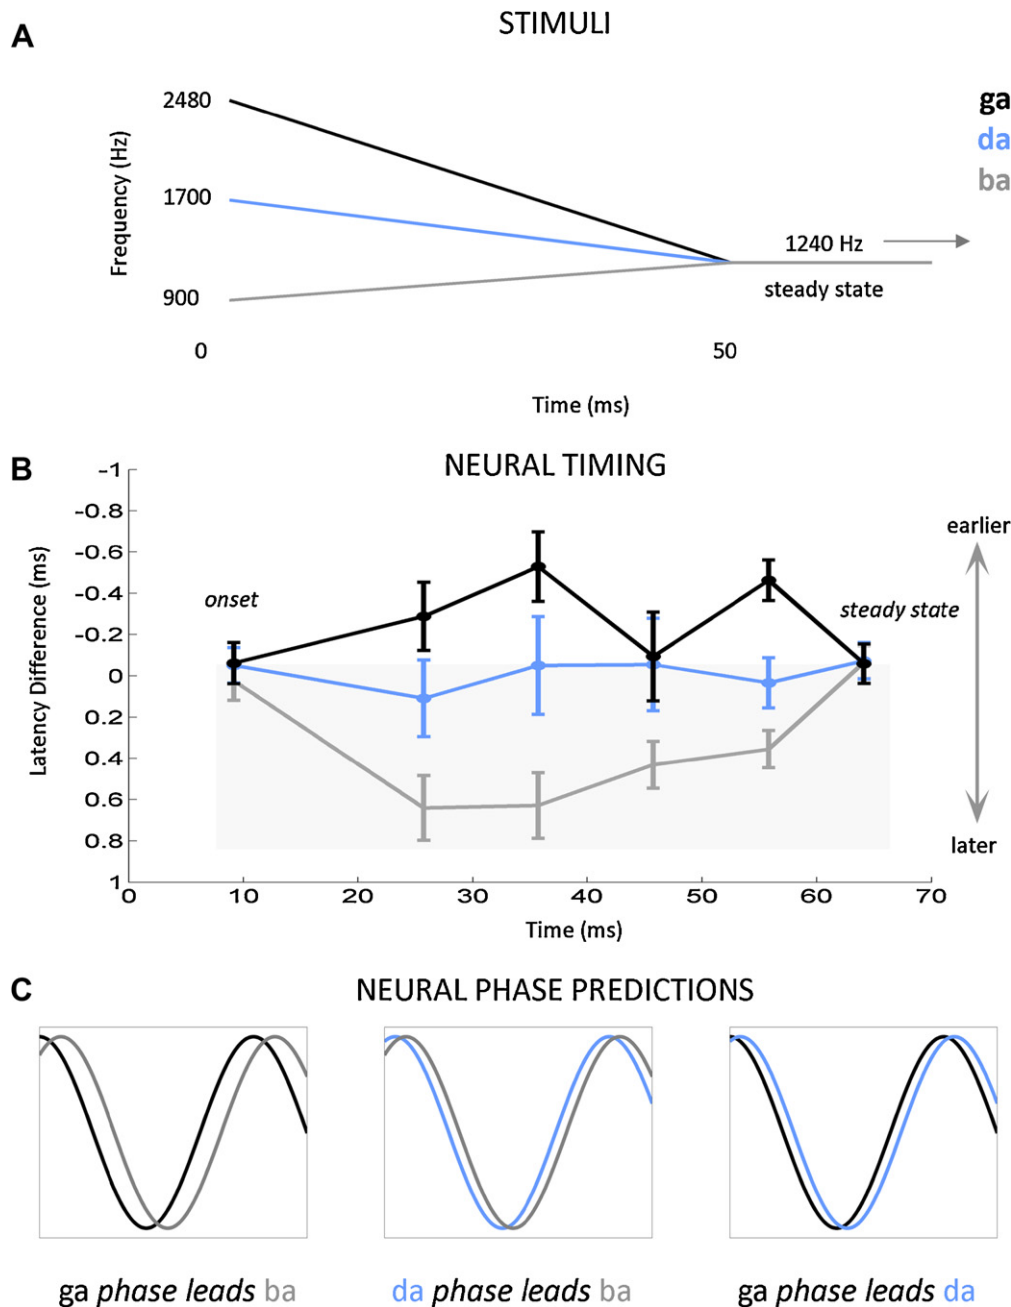 A
STIMULI
ga
da
ba
Frequency (Hz)
2480
1700
900
1240 Hz
steady state
0
50
Time (ms)
B
NEURAL TIMING
Latency Difference (ms)
-1
-0.8
-0.6
-0.4
-0.2
0
0.2
0.4
0.6
0.8
1
onset
steady state
earlier
later
0
10
20
30
40
50
60
70
Time (ms)
C
NEURAL PHASE PREDICTIONS
ga phase leads ba
da phase leads ba
ga phase leads da